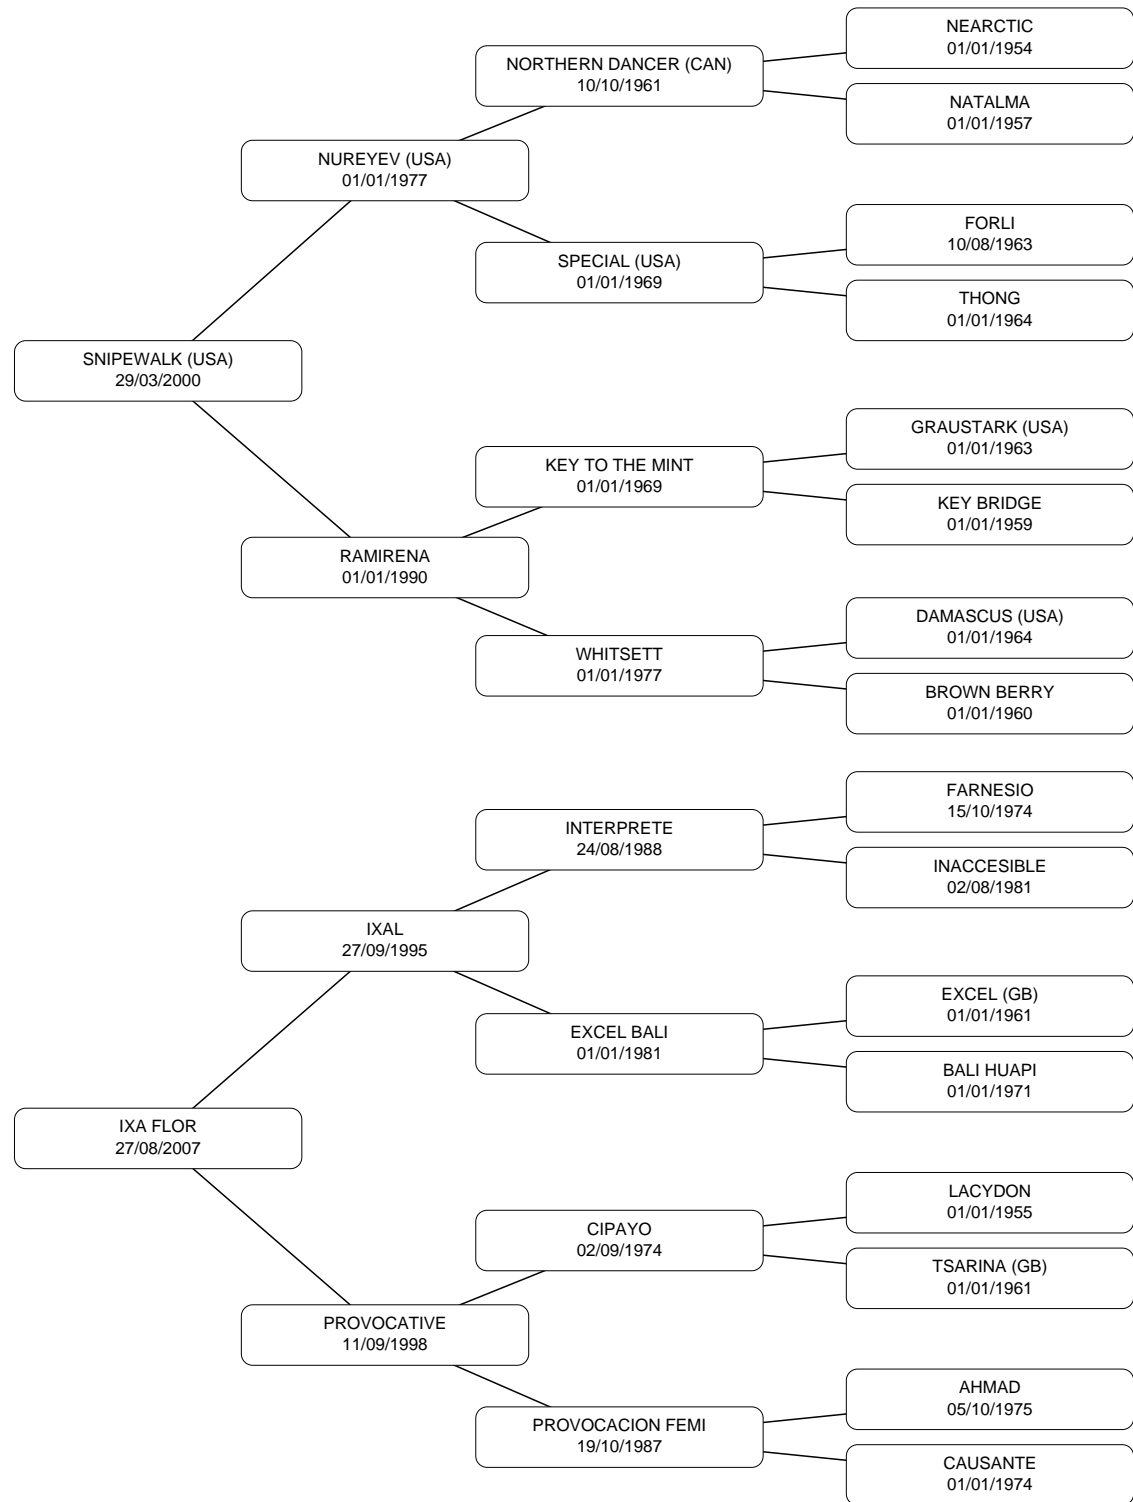 NEARCTIC
01/01/1954
NORTHERN DANCER (CAN)
10/10/1961
NATALMA
01/01/1957
NUREYEV (USA)
01/01/1977
FORLI
10/08/1963
SPECIAL (USA)
01/01/1969
THONG
01/01/1964
SNIPEWALK (USA)
29/03/2000
GRAUSTARK (USA)
01/01/1963
KEY TO THE MINT
01/01/1969
KEY BRIDGE
01/01/1959
RAMIRENA
01/01/1990
DAMASCUS (USA)
01/01/1964
WHITSETT
01/01/1977
BROWN BERRY
01/01/1960
FARNESIO
15/10/1974
INTERPRETE
24/08/1988
INACCESIBLE
02/08/1981
IXAL
27/09/1995
EXCEL (GB)
01/01/1961
EXCEL BALI
01/01/1981
BALI HUAPI
01/01/1971
IXA FLOR
27/08/2007
LACYDON
01/01/1955
CIPAYO
02/09/1974
TSARINA (GB)
01/01/1961
PROVOCATIVE
11/09/1998
AHMAD
05/10/1975
PROVOCACION FEMI
19/10/1987
CAUSANTE
01/01/1974